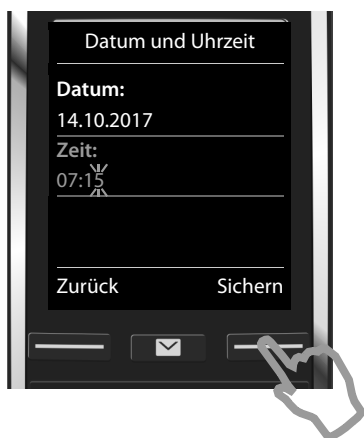 Datum und Uhrzeit
Datum:
14.10.2017
Zeit:
07:15
Zurück Sichern